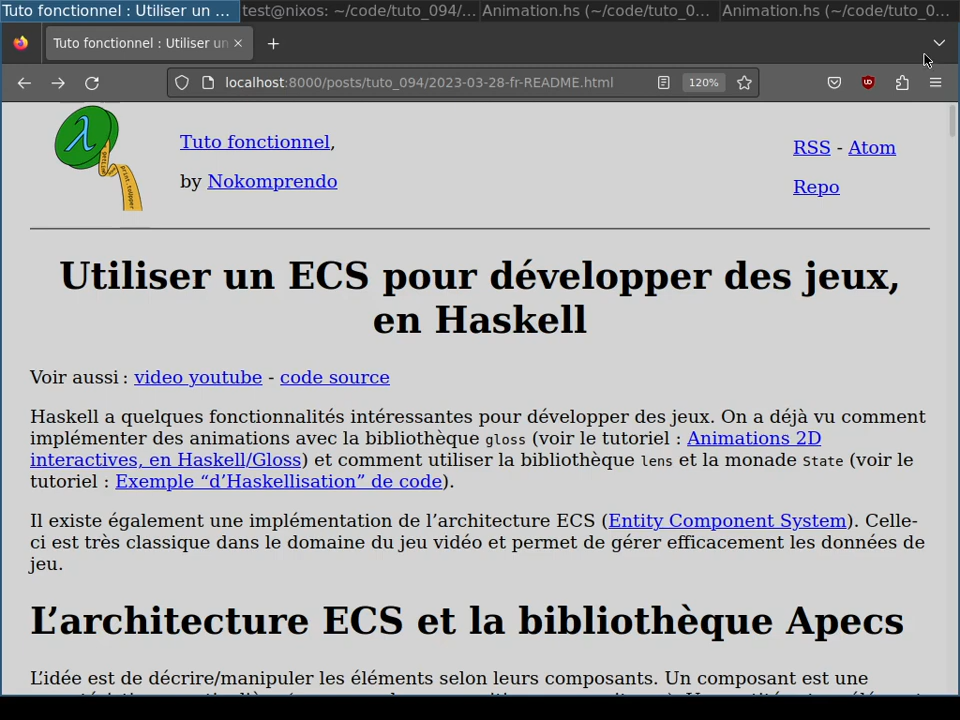 Tuto fonctionnel : Utiliser un ... test@nixos: ~/code/tuto_094/... Animation.hs (~/code/tuto_0... Animation.hs (~/code/tuto_0...
Tuto fonctionnel : Utiliser un
localhost:8000/posts/tuto_094/2023-03-28-fr-README.html 120%
λ
Tuto fonctionnel,
by Nokomprendo
RSS - Atom
Repo
Utiliser un ECS pour développer des jeux,
en Haskell
Voir aussi : video youtube - code source
Haskell a quelques fonctionnalités intéressantes pour développer des jeux. On a déjà vu comment
implémenter des animations avec la bibliothèque gloss (voir le tutoriel : Animations 2D
interactives, en Haskell/Gloss) et comment utiliser la bibliothèque lens et la monade State (voir le
tutoriel : Exemple “d’Haskellisation” de code).
Il existe également une implémentation de l’architecture ECS (Entity Component System). Celle-
ci est très classique dans le domaine du jeu vidéo et permet de gérer efficacement les données de
jeu.
L’architecture ECS et la bibliothèque Apecs
L’idée est de décrire/manipuler les éléments selon leurs composants. Un composant est une